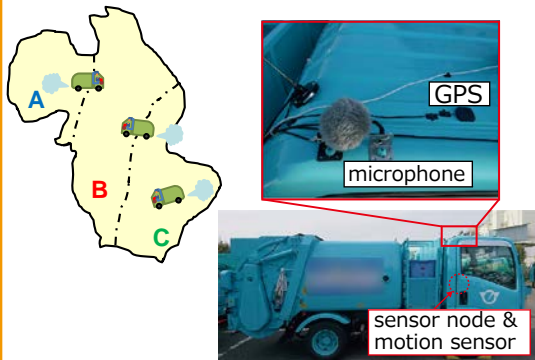 A
B
C
GPS
microphone
sensor node &
motion sensor